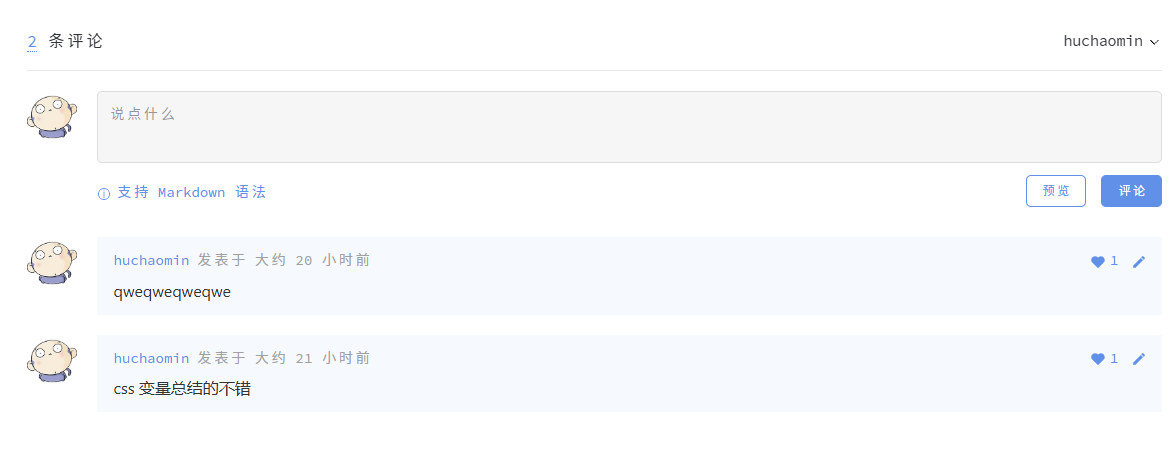 2 条评论
huchaomin
说点什么
支持 Markdown 语法
预览
评论
huchaomin 发表于 大约 20 小时前
1
qweqweqweqwe
huchaomin 发表于 大约 21 小时前
1
css 变量总结的不错